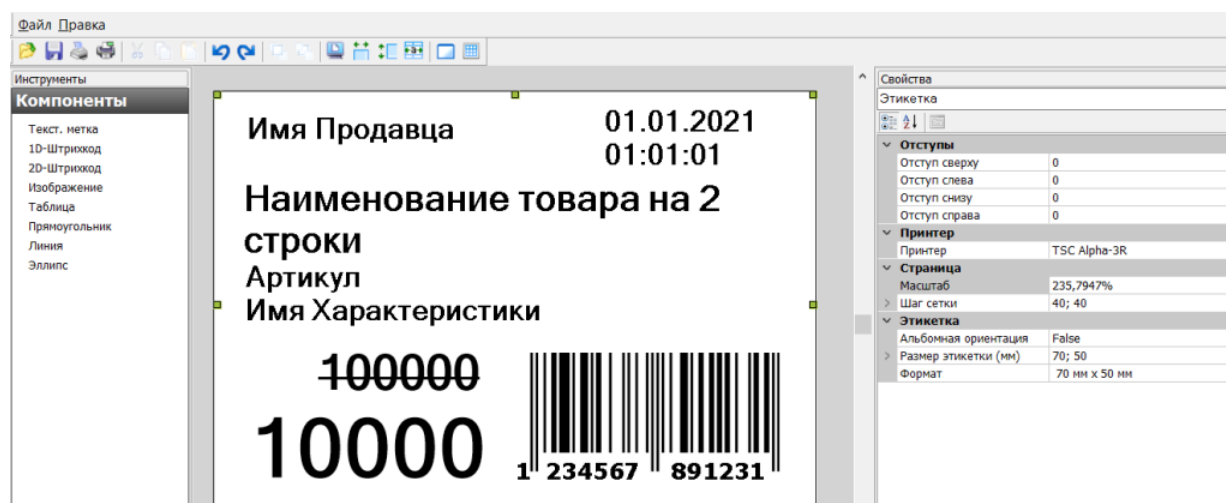 Файл Правка
Инструменты
Компоненты
Текст. метка
1D-Штрихкод
2D-Штрихкод
Изображение
Таблица
Прямоугольник
Линия
Эллипс
Имя Продавца
01.01.2021
01:01:01
Наименование товара на 2
строки
Артикул
Имя Характеристики
100000
10000
1 234567 891231
Свойства
Этикетка
Отступы
Отступ сверху 0
Отступ слева 0
Отступ снизу 0
Отступ справа 0
Принтер
Принтер TSC Alpha-3R
Страница
Масштаб 235,7947%
Шаг сетки 40; 40
Этикетка
Альбомная ориентация False
Размер этикетки (мм) 70; 50
Формат 70 мм x 50 мм